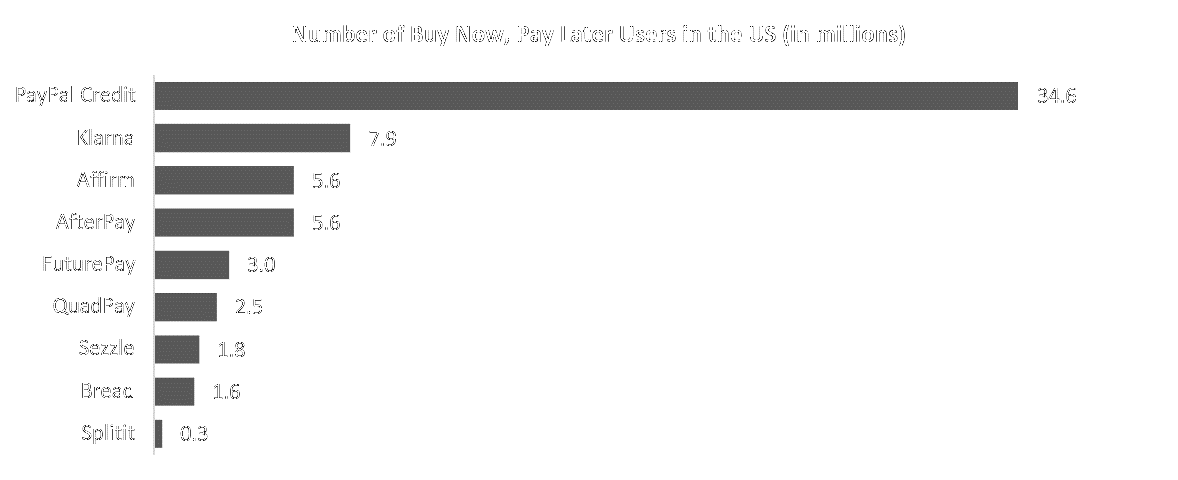 Number of Buy Now, Pay Later Users in the US (in millions)
PayPal Credit 34.6
Klarna 7.9
Affirm 5.6
AfterPay 5.6
FuturePay 3.0
QuadPay 2.5
Sezzle 1.8
Bread 1.6
Splitit 0.3